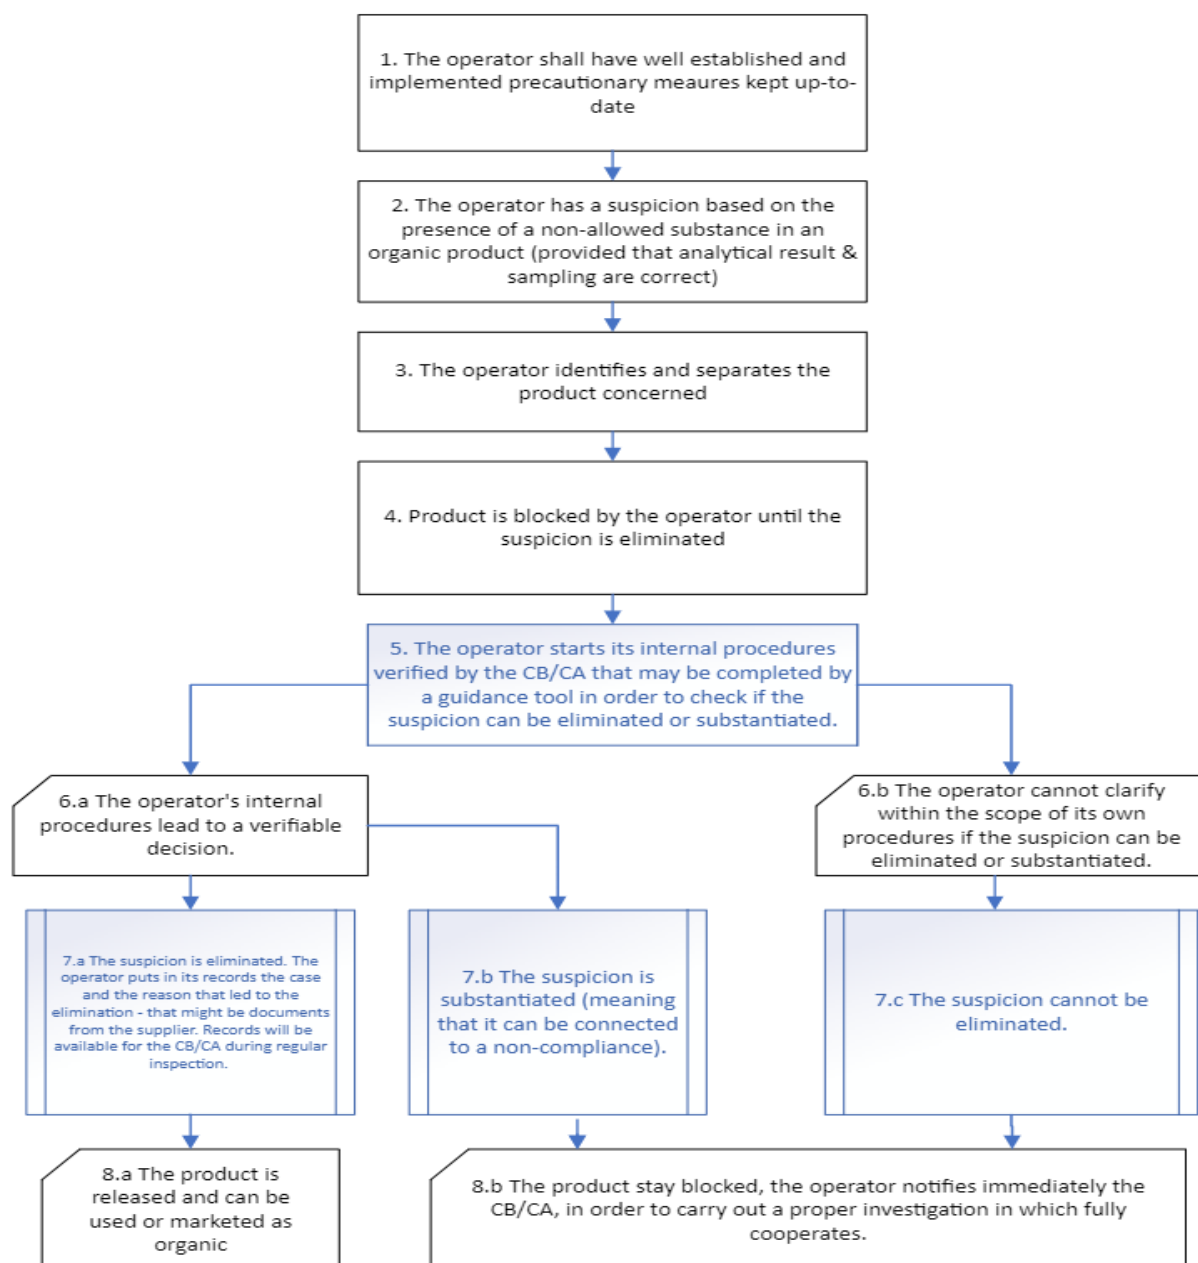 1. The operator shall have well established and
implemented precautionary meaures kept up-to-
date
2. The operator has a suspicion based on the
presence of a non-allowed substance in an
organic product (provided that analytical result &
sampling are correct)
3. The operator identifies and separates the
product concerned
4. Product is blocked by the operator until the
suspicion is eliminated
5. The operator starts its internal procedures
verified by the CB/CA that may be completed by
a guidance tool in order to check if the
suspicion can be eliminated or substantiated.
6.a The operator's internal
procedures lead to a verifiable
decision.
6.b The operator cannot clarify
within the scope of its own
procedures if the suspicion can be
eliminated or substantiated.
7.a The suspicion is eliminated. The
operator puts in its records the case
and the reason that led to the
elimination - that might be documents
from the supplier. Records will be
available for the CB/CA during regular
inspection.
7.b The suspicion is
substantiated (meaning
that it can be connected
to a non-compliance).
7.c The suspicion cannot be
eliminated.
8.a The product is
released and can be
used or marketed as
organic
8.b The product stay blocked, the operator notifies immediately the
CB/CA, in order to carry out a proper investigation in which fully
cooperates.